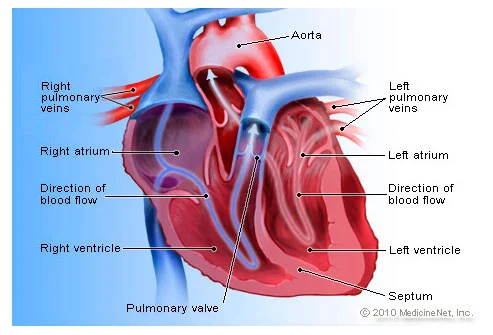 Aorta
Right
pulmonary
veins
Left
pulmonary
veins
Right atrium
Left atrium
Direction of
blood flow
Direction of
blood flow
Right ventricle
Left ventricle
Septum
Pulmonary valve
© 2010 MedicineNet, Inc.